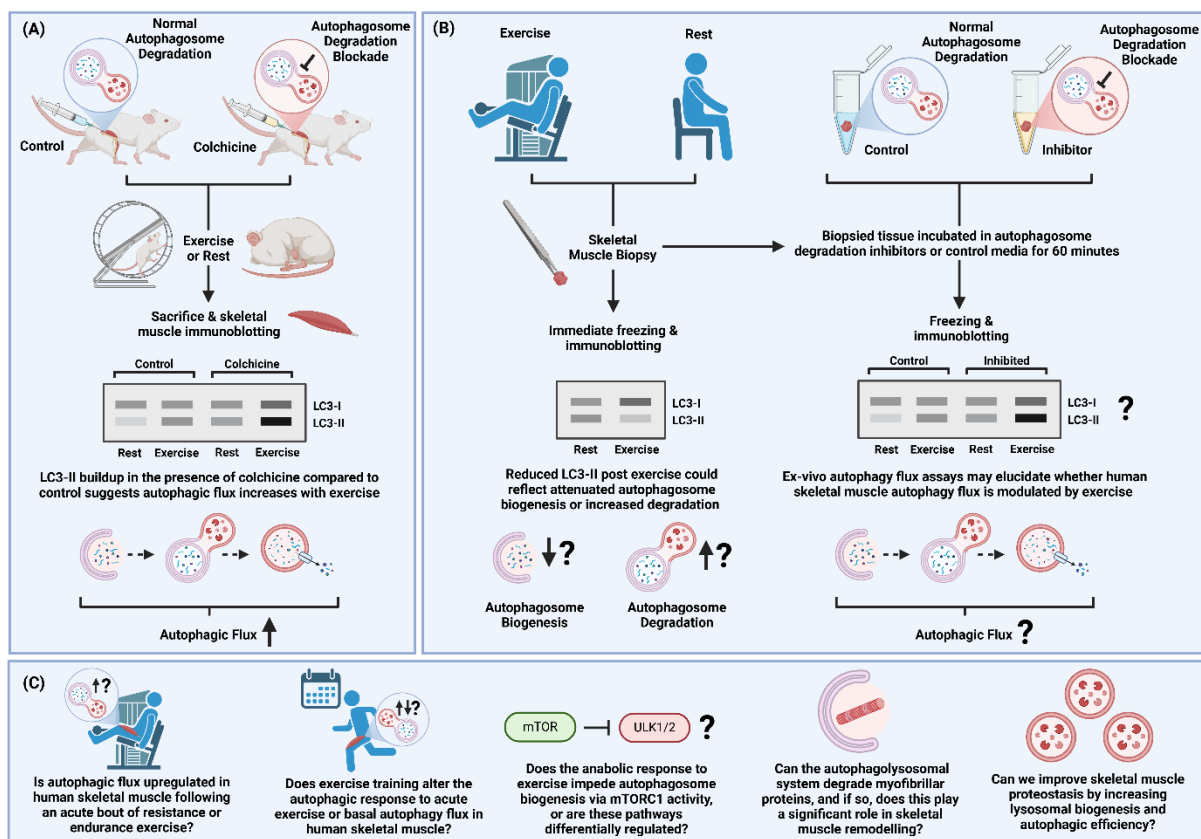 (A)
Normal
Autophagosome
Degradation
Autophagosome
Degradation
Blockade
Control
Colchicine
Exercise
or Rest
Sacrifice & skeletal
muscle immunoblotting
Control
Colchicine
LC3-I
LC3-II
Rest
Exercise
Rest
Exercise
LC3-II buildup in the presence of colchicine compared to
control suggests autophagic flux increases with exercise
Autophagic Flux
(B)
Exercise
Rest
Normal
Autophagosome
Degradation
Autophagosome
Degradation
Blockade
Control
Inhibitor
Skeletal
Muscle Biopsy
Biopsied tissue incubated in autophagosome
degradation inhibitors or control media for 60 minutes
Immediate freezing &
immunoblotting
LC3-I
LC3-II
Rest
Exercise
Reduced LC3-II post exercise could
reflect attenuated autophagosome
biogenesis or increased degradation
?
?
Autophagosome
Biogenesis
Autophagosome
Degradation
Freezing &
immunoblotting
Control
Inhibited
LC3-I
LC3-II
?
Rest
Exercise
Rest
Exercise
Ex-vivo autophagy flux assays may elucidate whether human
skeletal muscle autophagy flux is modulated by exercise
Autophagic Flux ?
(C)
?
Is autophagic flux upregulated in
human skeletal muscle following
an acute bout of resistance or
endurance exercise?
?
Does exercise training alter the
autophagic response to acute
exercise or basal autophagy flux in
human skeletal muscle?
mTOR
ULK1/2
?
Does the anabolic response to
exercise impede autophagosome
biogenesis via mTORC1 activity,
or are these pathways
differentially regulated?
Can the autophagolysosomal
system degrade myofibrillar
proteins, and if so, does this play
a significant role in skeletal
muscle remodelling?
Can we improve skeletal muscle
proteostasis by increasing
lysosomal biogenesis and
autophagic efficiency?